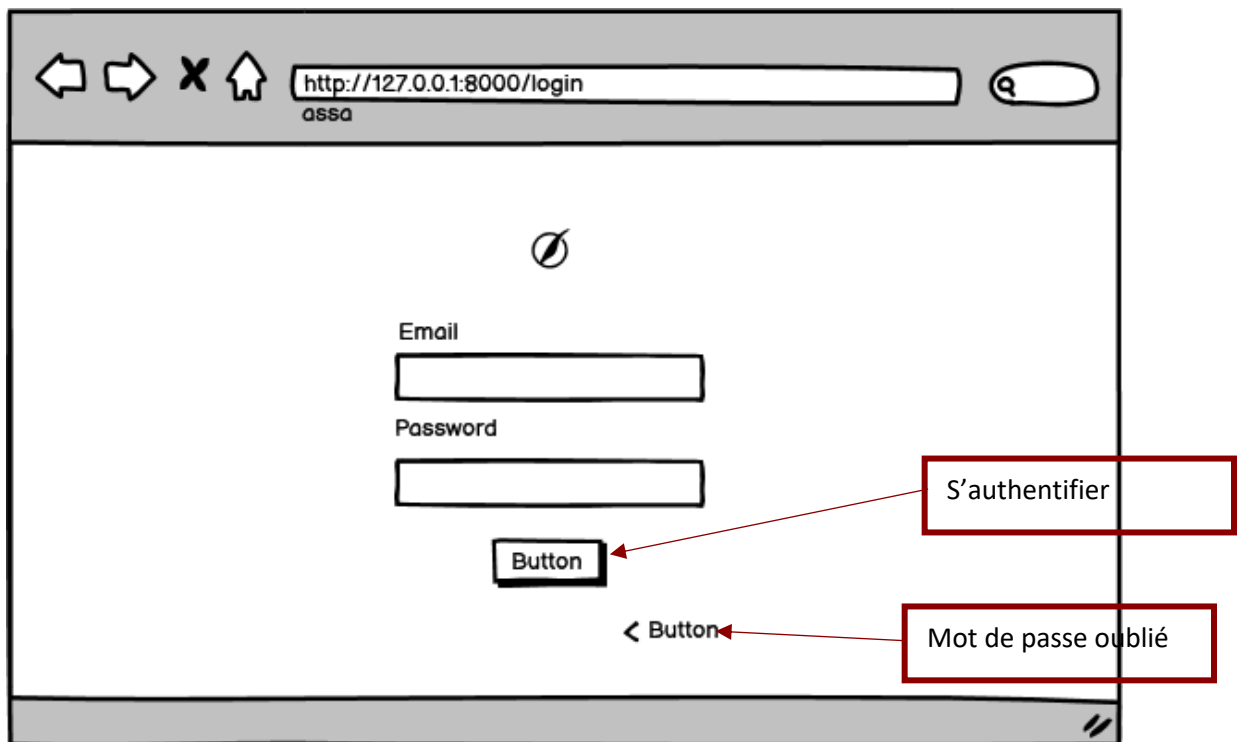 http://127.0.0.1:8000/login
assa
Email
Password
S’authentifier
Button
Button
Mot de passe oublié